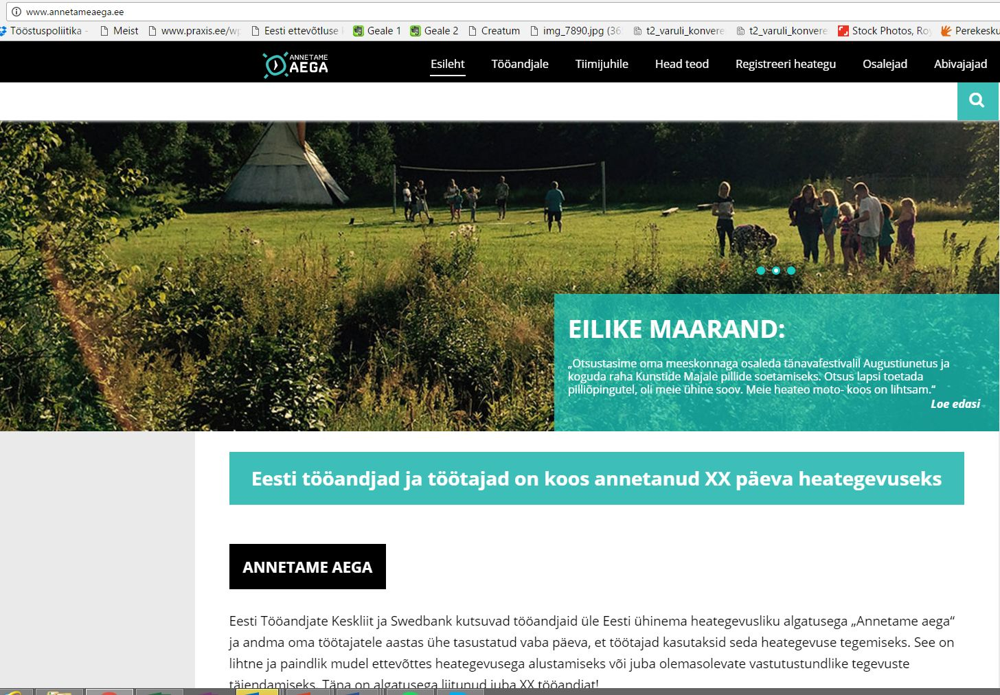 www.annetameaega.ee
Tööstuspoliitika - Meist www.praxis.ee/wp Eesti ettevõtluse Geale 1 Geale 2 Creatum img_7890.jpg (36 t2_varuli_konvere t2_varuli_konvere Stock Photos, Roy Perekesku
ANNETAME
AEGA
Esileht Tööandjale Tiimijuhile Head teod Registreeri heategu Osalejad Abivajajad
EILIKE MAARAND:
„Otsustasime oma meeskonnaga osaleda tänavafestivalil Augustiunetus ja
koguda raha Kunstide Majale pillide soetamiseks. Otsus lapsi toetada
pilliõpingutel, oli meie ühine soov. Meie heateo moto- koos on lihtsam.“
Loe edasi
Eesti tööandjad ja töötajad on koos annetanud XX päeva heategevuseks
ANNETAME AEGA
Eesti Tööandjate Keskliit ja Swedbank kutsuvad tööandjaid üle Eesti ühinema heategevusliku algatusega „Annetame aega“
ja andma oma töötajatele aastas ühe tasustatud vaba päeva, et töötajad kasutaksid seda heategevuse tegemiseks. See on
lihtne ja paindlik mudel ettevõttes heategevusega alustamiseks või juba olemasolevate vastutustundlike tegevuste
täiendamiseks. Täna on algatusega liitunud juba XX tööandjat!